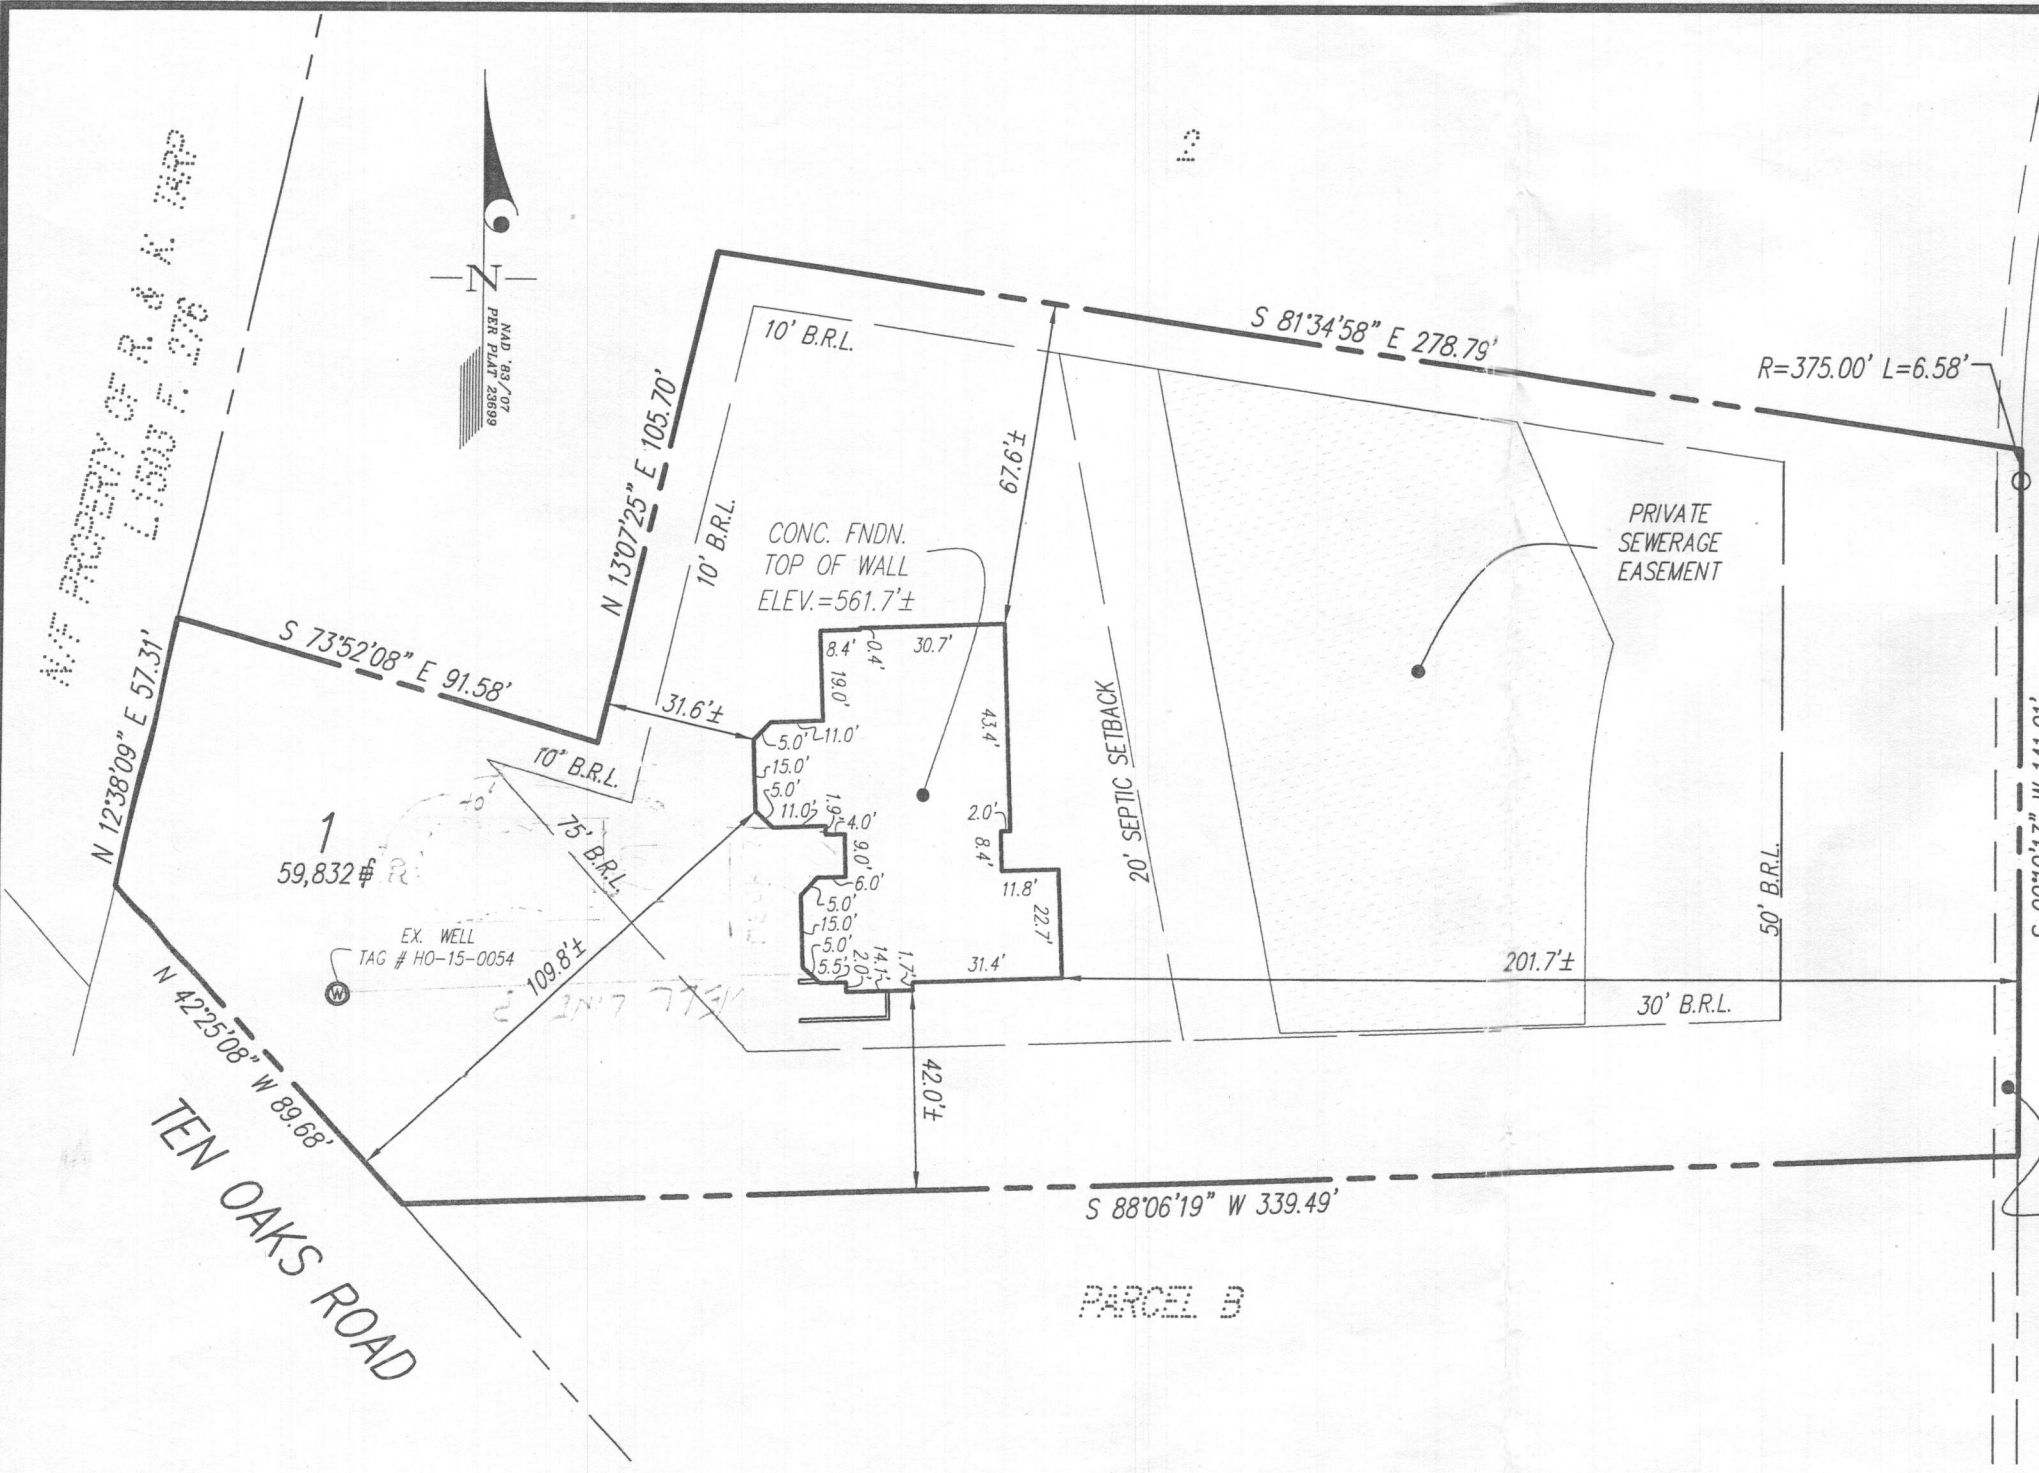 2
N/F PROPERTY OF R. & K. TAPP
L.1500 F. 276
N
NAD '83/07
PER PLAT 23699
S 81°34'58" E 278.79'
R=375.00' L=6.58'
10' B.R.L.
N 13°07'25" E 105.70'
10' B.R.L.
67.6'±
CONC. FNDN.
TOP OF WALL
ELEV.=561.7'±
PRIVATE
SEWERAGE
EASEMENT
S 73°52'08" E 91.58'
N 12°38'09" E 57.31'
31.6'±
8.4'
0.4'
30.7'
19.0'
43.4'
11.0'
5.0'
15.0'
5.0'
11.0'
1.9'
4.0'
2.0'
8.4'
9.0'
6.0'
11.8'
22.7'
5.0'
15.0'
5.0'
5.5'
2.0'
14.1'
1.7'
31.4'
10' B.R.L.
75' B.R.L.
20' SEPTIC SETBACK
50' B.R.L.
1
59,832
EX. WELL
TAG # HO-15-0054
W
109.8'±
WELL LINE ?
201.7'±
30' B.R.L.
42.0'±
N 42°25'08" W 89.68'
TEN OAKS ROAD
S 88°06'19" W 339.49'
PARCEL B